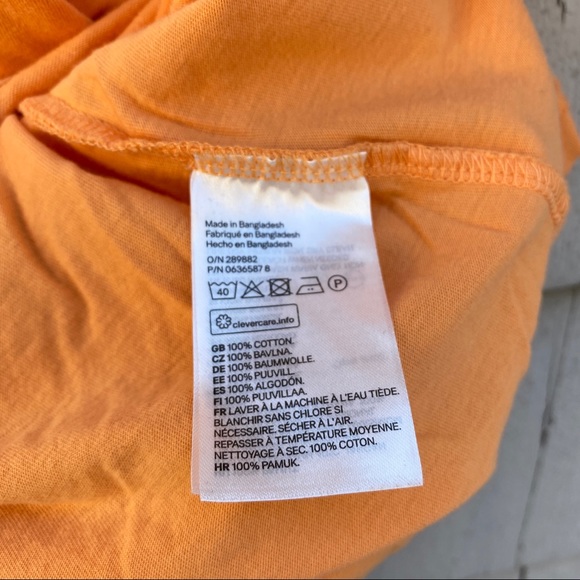 Made in Bangladesh
Fabriqué en Bangladesh
Hecho en Bangladesh
O/N 289882
P/N 0636587 8
40 P
clevercare.info
GB 100% COTTON.
CZ 100% BAVLNA.
DE 100% BAUMWOLLE.
EE 100% PUUVILL.
ES 100% ALGODÓN.
FI 100% PUUVILLAA.
FR LAVER À LA MACHINE À L'EAU TIÈDE.
BLANCHIR SANS CHLORE SI
NÉCESSAIRE. SÉCHER À L'AIR.
REPASSER À TEMPÉRATURE MOYENNE.
NETTOYAGE À SEC. 100% COTON.
HR 100% PAMUK.